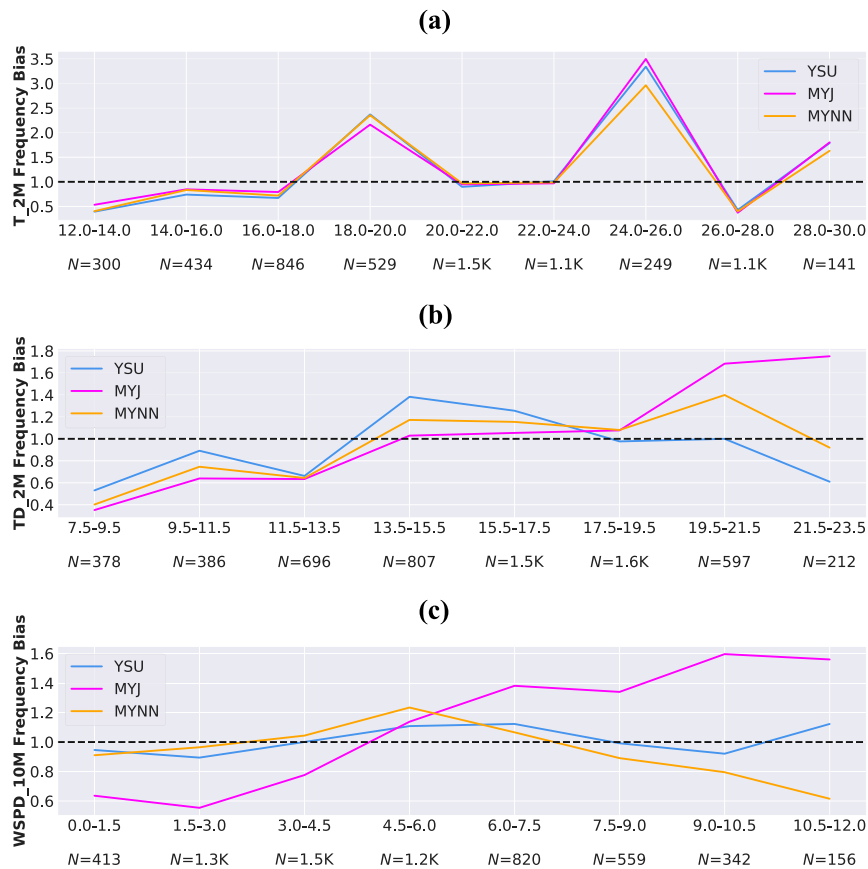 (a)
T_2M Frequency Bias
3.5
3.0
2.5
2.0
1.5
1.0
0.5
YSU
MYJ
MYNN
12.0-14.0 14.0-16.0 16.0-18.0 18.0-20.0 20.0-22.0 22.0-24.0 24.0-26.0 26.0-28.0 28.0-30.0
N=300 N=434 N=846 N=529 N=1.5K N=1.1K N=249 N=1.1K N=141
(b)
TD_2M Frequency Bias
1.8
1.6
1.4
1.2
1.0
0.8
0.6
0.4
YSU
MYJ
MYNN
7.5-9.5 9.5-11.5 11.5-13.5 13.5-15.5 15.5-17.5 17.5-19.5 19.5-21.5 21.5-23.5
N=378 N=386 N=696 N=807 N=1.5K N=1.6K N=597 N=212
(c)
WSPD_10M Frequency Bias
1.6
1.4
1.2
1.0
0.8
0.6
YSU
MYJ
MYNN
0.0-1.5 1.5-3.0 3.0-4.5 4.5-6.0 6.0-7.5 7.5-9.0 9.0-10.5 10.5-12.0
N=413 N=1.3K N=1.5K N=1.2K N=820 N=559 N=342 N=156